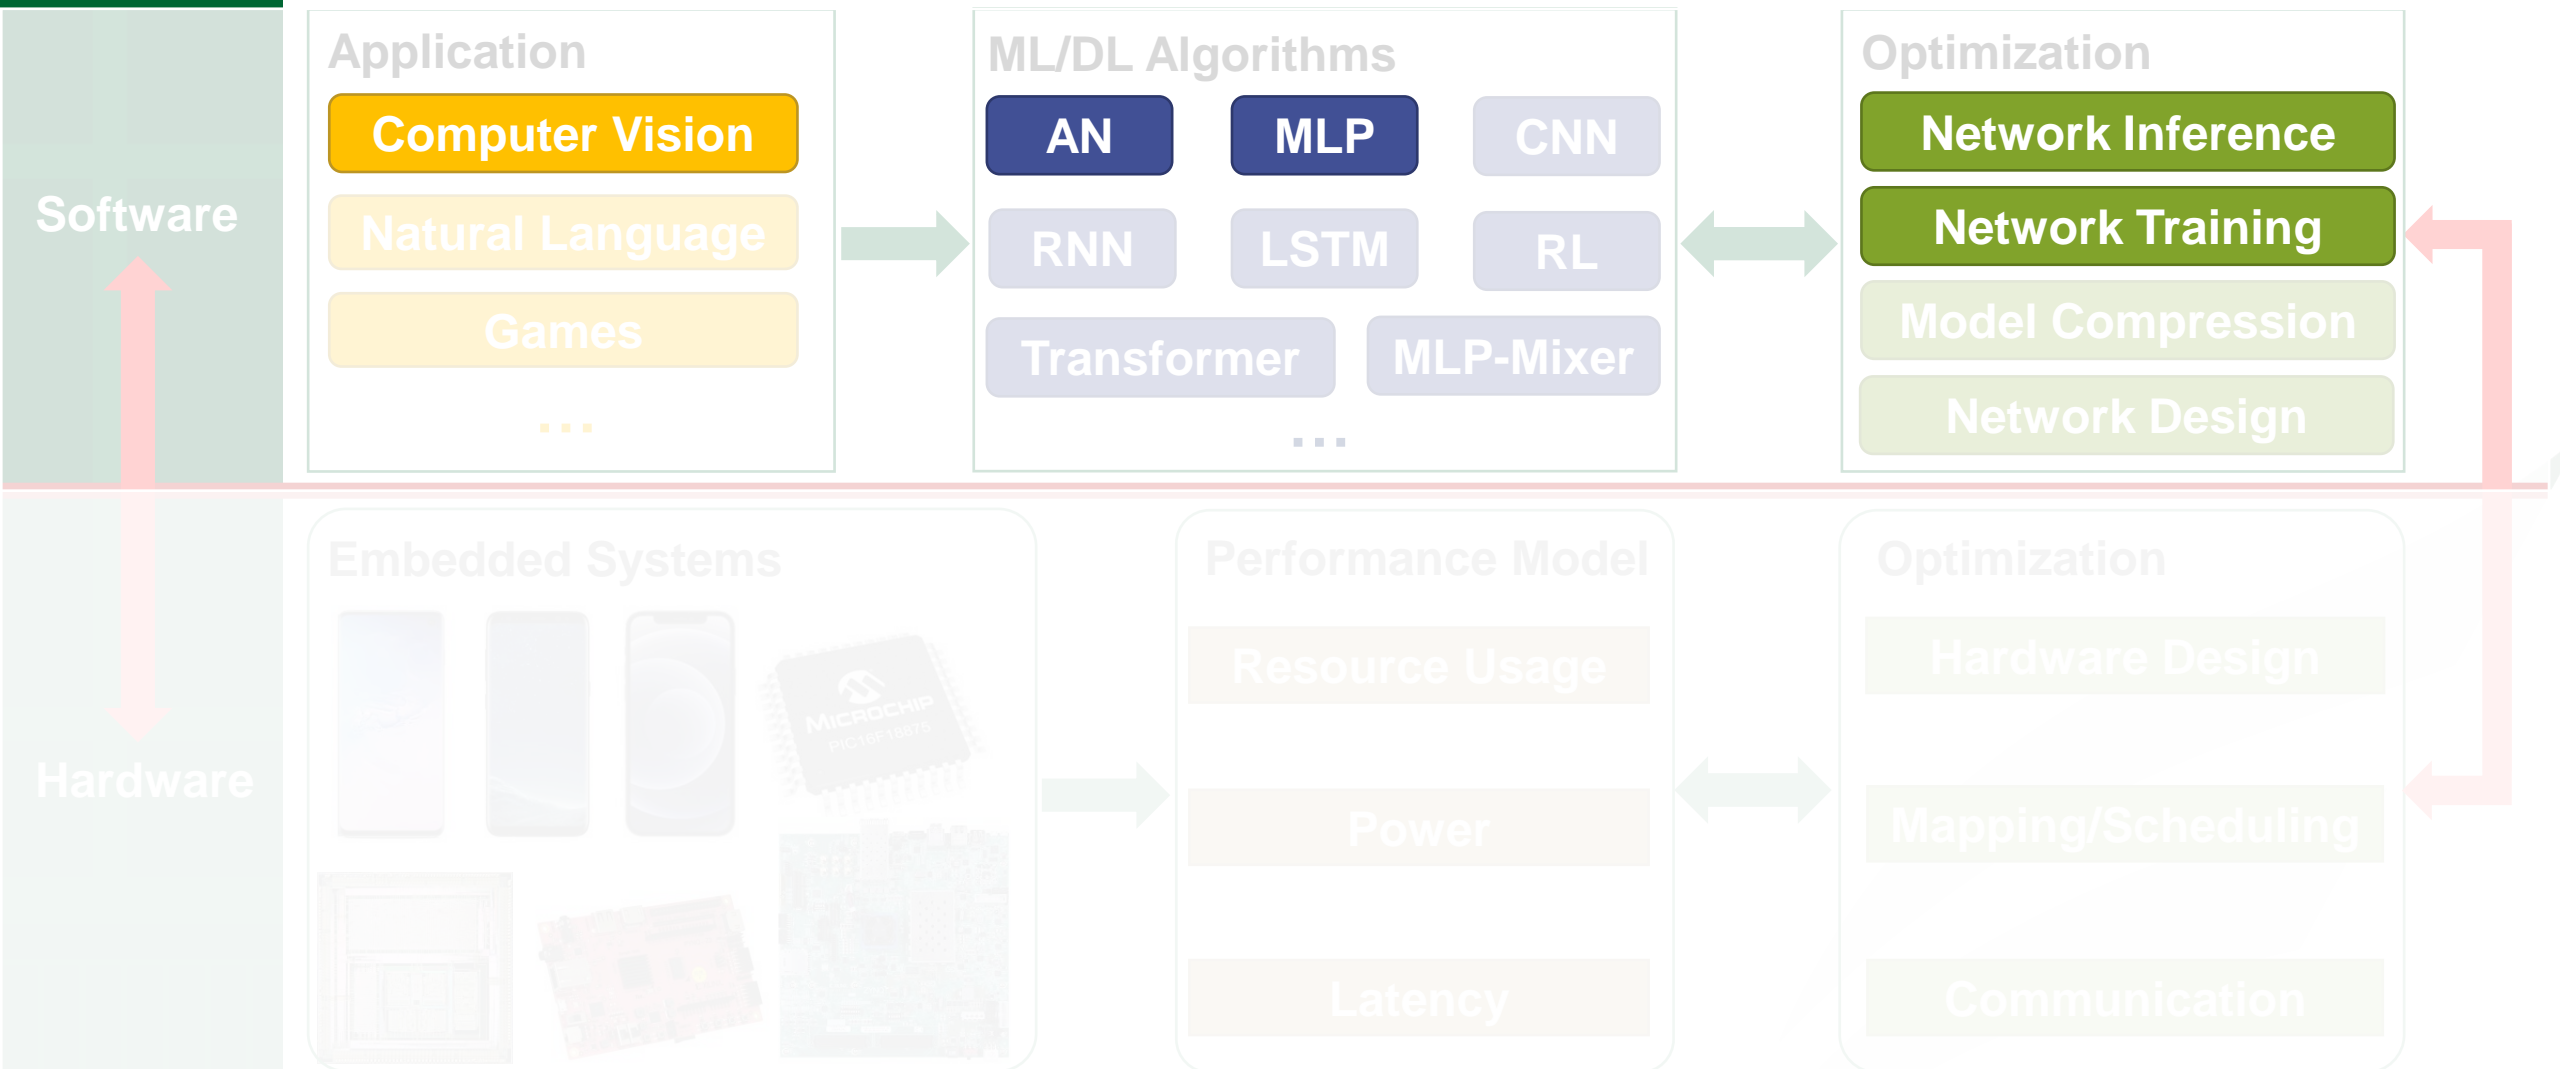 Software
Application
Computer Vision
Natural Language
Games
...
ML/DL Algorithms
AN
MLP
CNN
RNN
LSTM
RL
Transformer
MLP-Mixer
...
Optimization
Network Inference
Network Training
Model Compression
Network Design
Hardware
Embedded Systems
MICROCHIP
PIC16F18875
Performance Model
Resource Usage
Power
Latency
Optimization
Hardware Design
Mapping/Scheduling
Communication